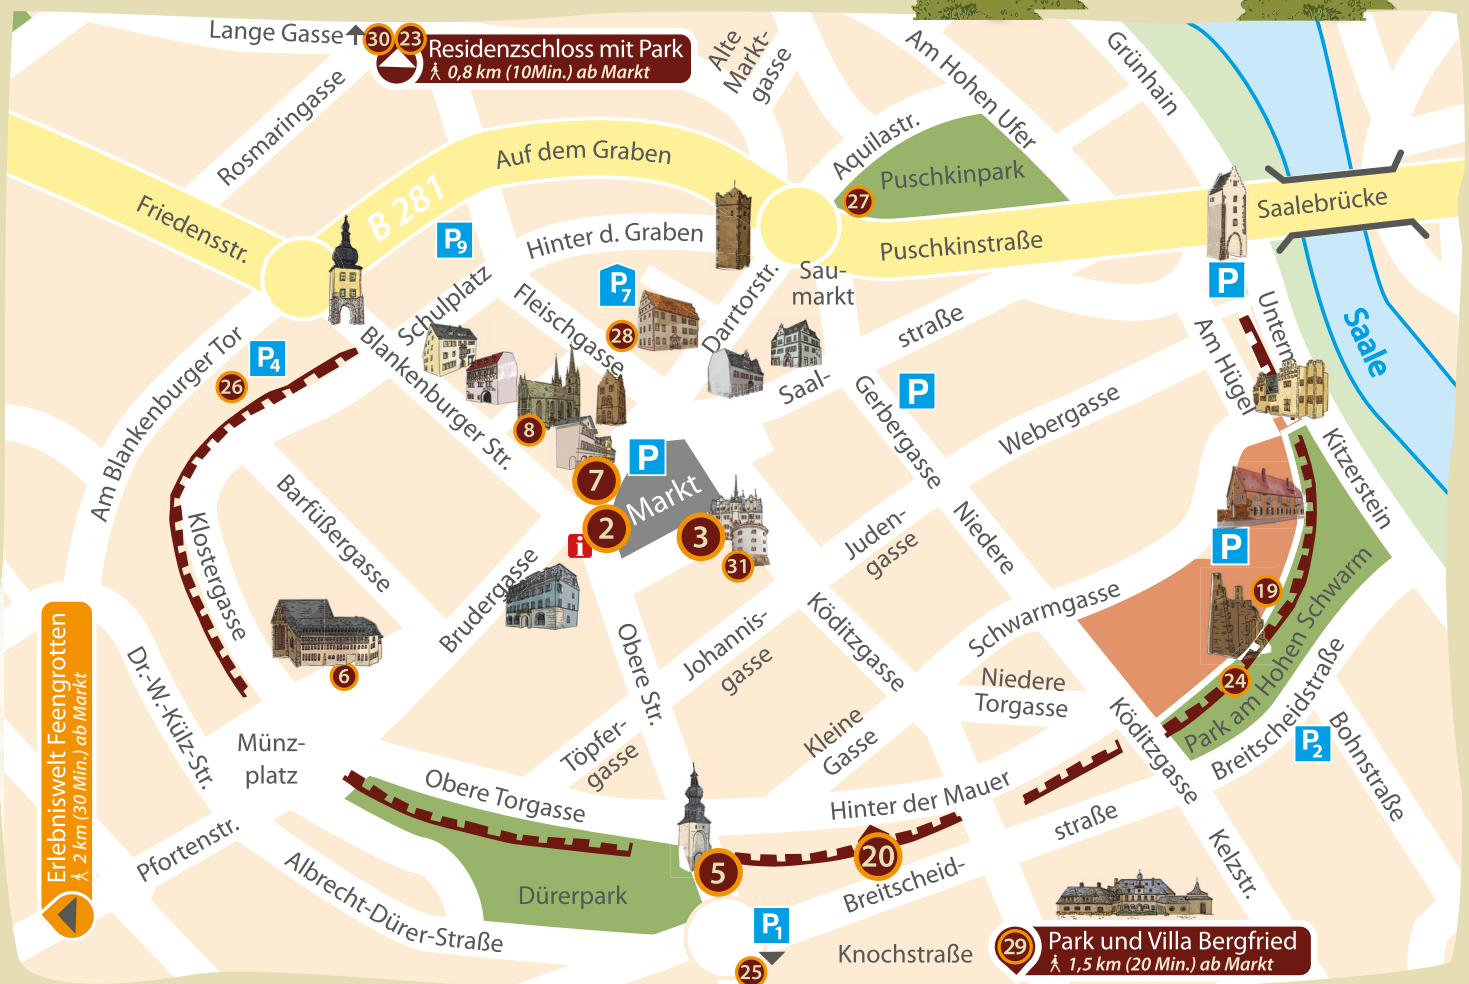 Lange Gasse
30
23
Residenzschloss mit Park
0,8 km (10Min.) ab Markt
Alte
Markt-
gasse
Am Hohen Ufer
Grünhain
Rosmaringasse
Auf dem Graben
Aquilastr.
Puschkinpark
27
B 281
Friedensstr.
Saalebrücke
Puschkinstraße
Hinter d. Graben
P9
P7
Schulplatz
Fleischgasse
28
Darrtorstr.
Sau-
markt
P
Saal-
straße
Untern
Am Hügel
Saale
Am Blankenburger Tor
P4
26
Blankenburger Str.
8
7
P
Markt
2
3
31
i
P
Gerbergasse
Webergasse
Kitzerstein
Barfüßergasse
Klostergasse
Brudergasse
6
Juden-
gasse
Niedere
P
19
Schwarmgasse
Park am Hohen Schwarm
24
Obere Str.
Johannis-
gasse
Köditzgasse
Niedere
Torgasse
Köditzgasse
Breitscheidstraße
P2
Bohnstraße
Erlebniswelt Feengrotten
2 km (30 Min.) ab Markt
Dr.-W.-Külz-Str.
Münz-
platz
Töpfer-
gasse
Kleine
Gasse
Obere Torgasse
Hinter der Mauer
Pfortenstr.
Albrecht-Dürer-Straße
Dürerpark
5
20
Breitscheid-
straße
Kelzstr.
P1
25
Knochstraße
29
Park und Villa Bergfried
1,5 km (20 Min.) ab Markt